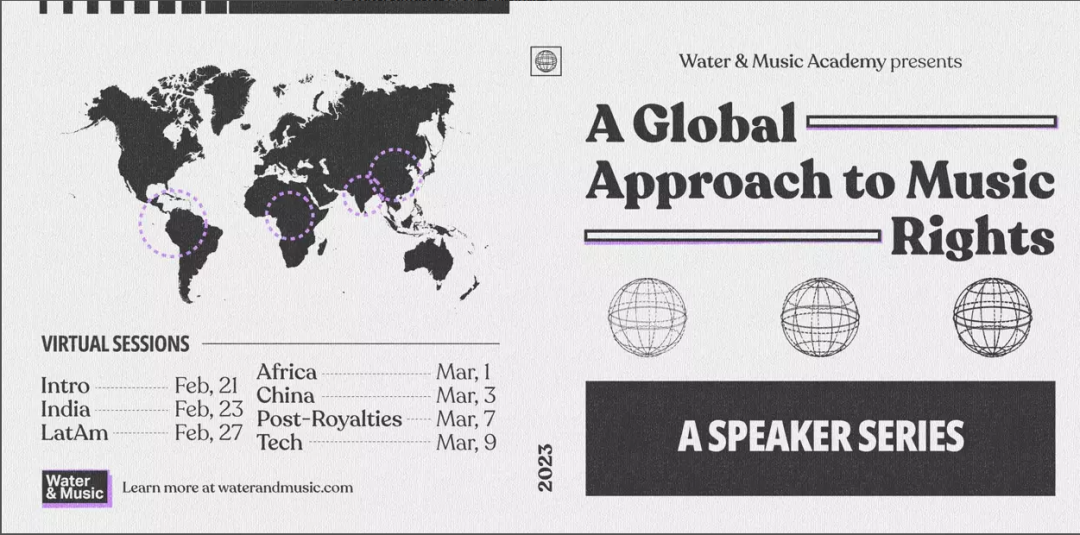 Water & Music Academy presents
A Global
Approach to Music
Rights
A SPEAKER SERIES
2023
VIRTUAL SESSIONS
Intro Feb, 21
India Feb, 23
LatAm Feb, 27
Africa Mar, 1
China Mar, 3
Post-Royalties Mar, 7
Tech Mar, 9
Water
& Music
Learn more at waterandmusic.com